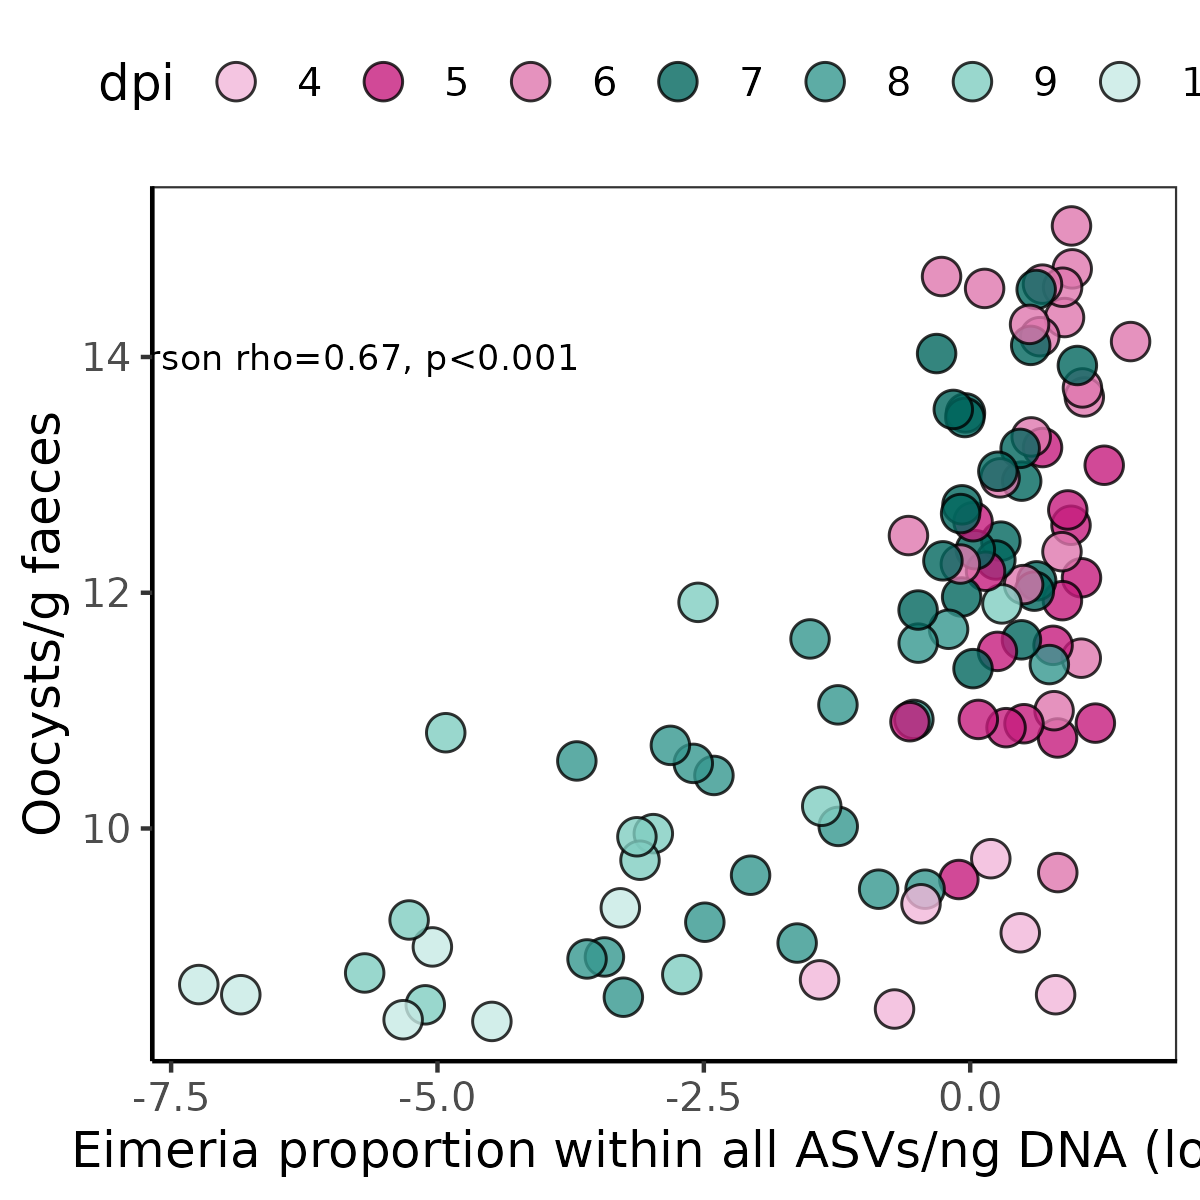 dpi 4 5 6 7 8 9 1
14
rson rho=0.67, p<0.001
12
10
Oocysts/g faeces
-7.5 -5.0 -2.5 0.0
Eimeria proportion within all ASVs/ng DNA (lo